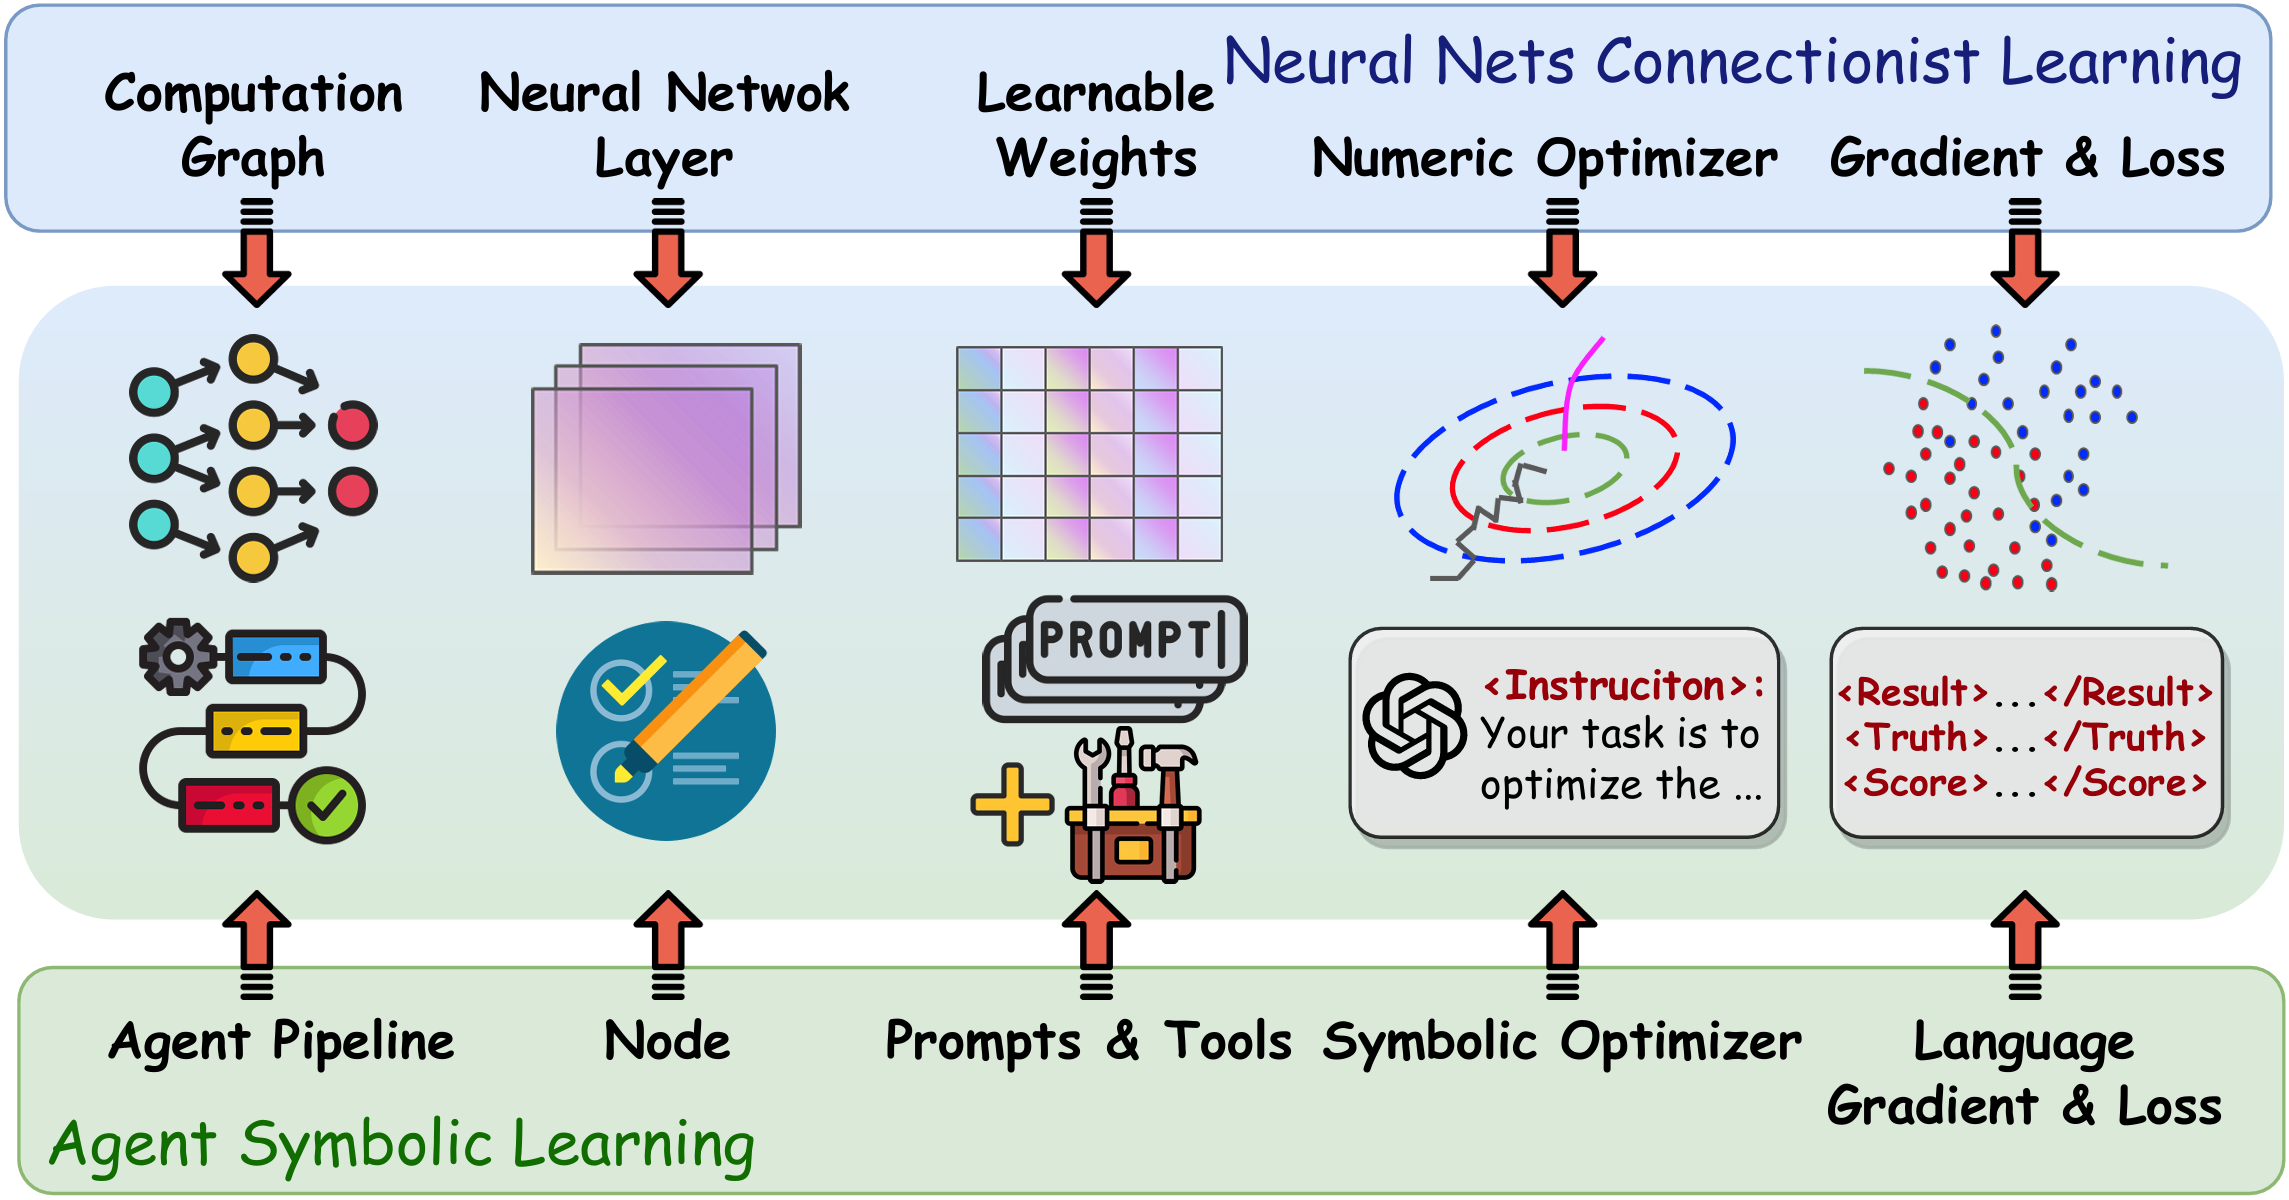 Neural Nets Connectionist Learning
Computation
Graph
Neural Netwok
Layer
Learnable
Weights
Numeric Optimizer
Gradient & Loss
PROMPT
<Instruciton>:
Your task is to
optimize the ...
<Result>...</Result>
<Truth>...</Truth>
<Score>...</Score>
Agent Pipeline
Node
Prompts & Tools
Symbolic Optimizer
Language
Gradient & Loss
Agent Symbolic Learning